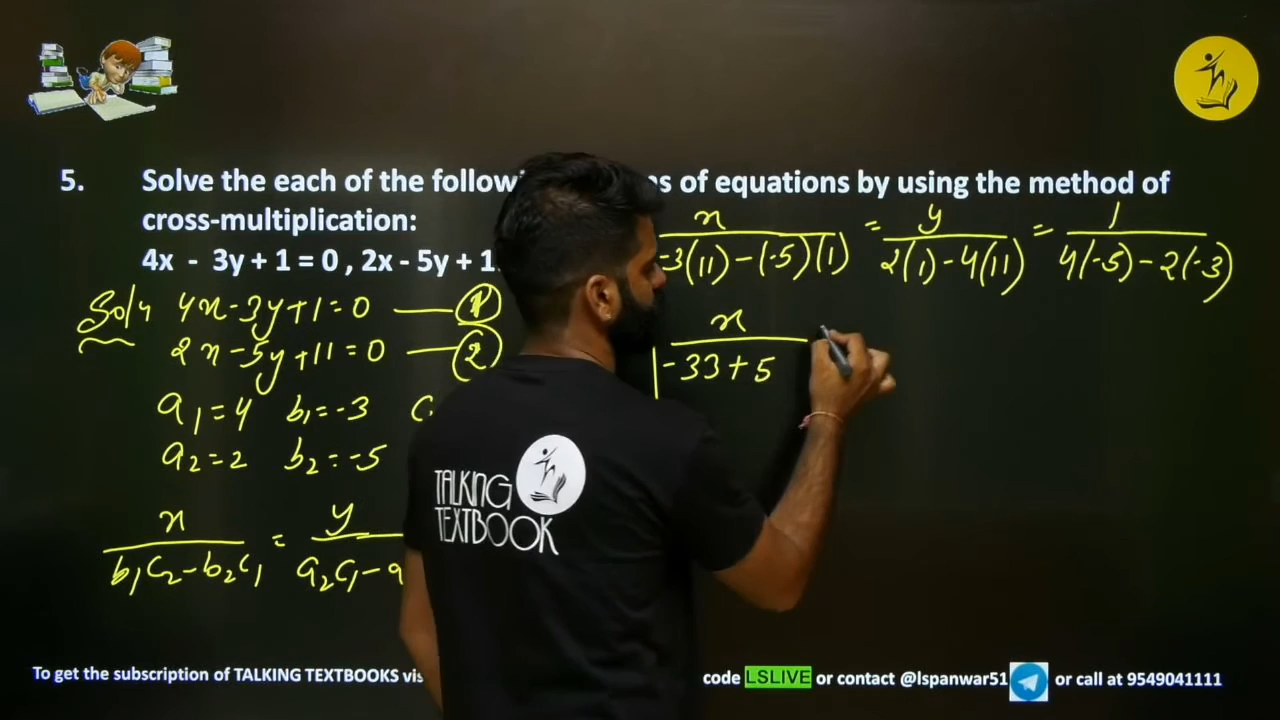 5. Solve the each of the following s of equations by using the method of
cross-multiplication:
4x - 3y + 1 = 0 , 2x - 5y + 1
x / -3(11) - (-5)(1) = y / 2(1) - 4(11) = 1 / 4(-5) - 2(-3)
Soln 4x - 3y + 1 = 0 — 1
2x - 5y + 11 = 0 — 2
x / -33 + 5
a₁ = 4 b₁ = -3 c
a₂ = 2 b₂ = -5
x / b₁c₂ - b₂c₁ = y / a₂c₁ - a
TALKING
TEXTBOOK
To get the subscription of TALKING TEXTBOOKS vis code LSLIVE or contact @lspanwar51 or call at 9549041111